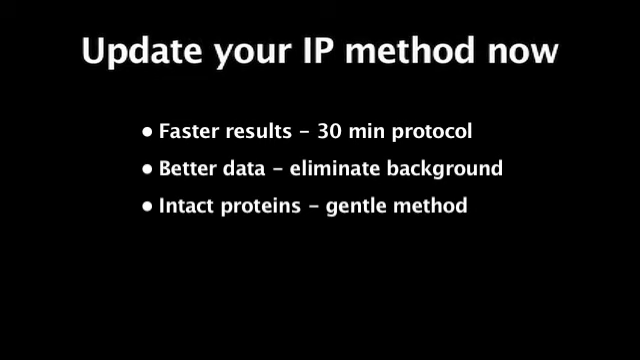 Update your IP method now
• Faster results – 30 min protocol
• Better data – eliminate background
• Intact proteins – gentle method